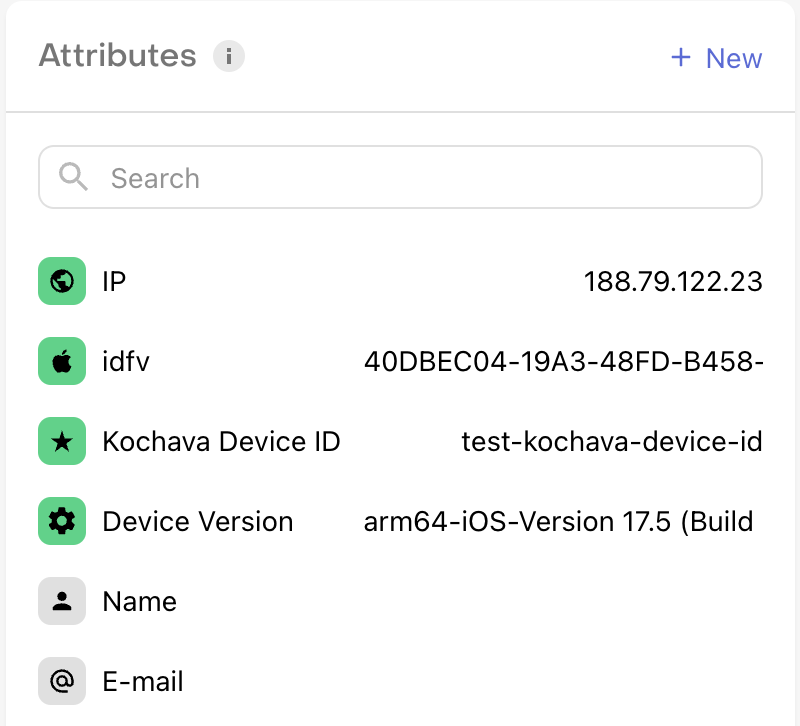 Attributes i
+ New
Search
IP 188.79.122.23
idfv 40DBEC04-19A3-48FD-B458-
Kochava Device ID test-kochava-device-id
Device Version arm64-iOS-Version 17.5 (Build
Name
@ E-mail